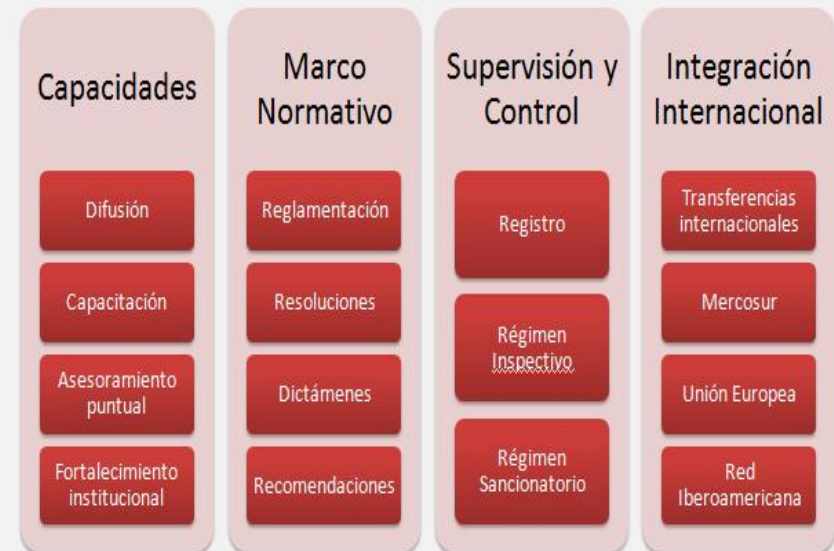 Capacidades
Difusión
Capacitación
Asesoramiento
puntual
Fortalecimiento
institucional
Marco
Normativo
Reglamentación
Resoluciones
Dictámenes
Recomendaciones
Supervisión y
Control
Registro
Régimen
Inspectivo
Régimen
Sancionatorio
Integración
Internacional
Transferencias
internacionales
Mercosur
Unión Europea
Red
Iberoamericana